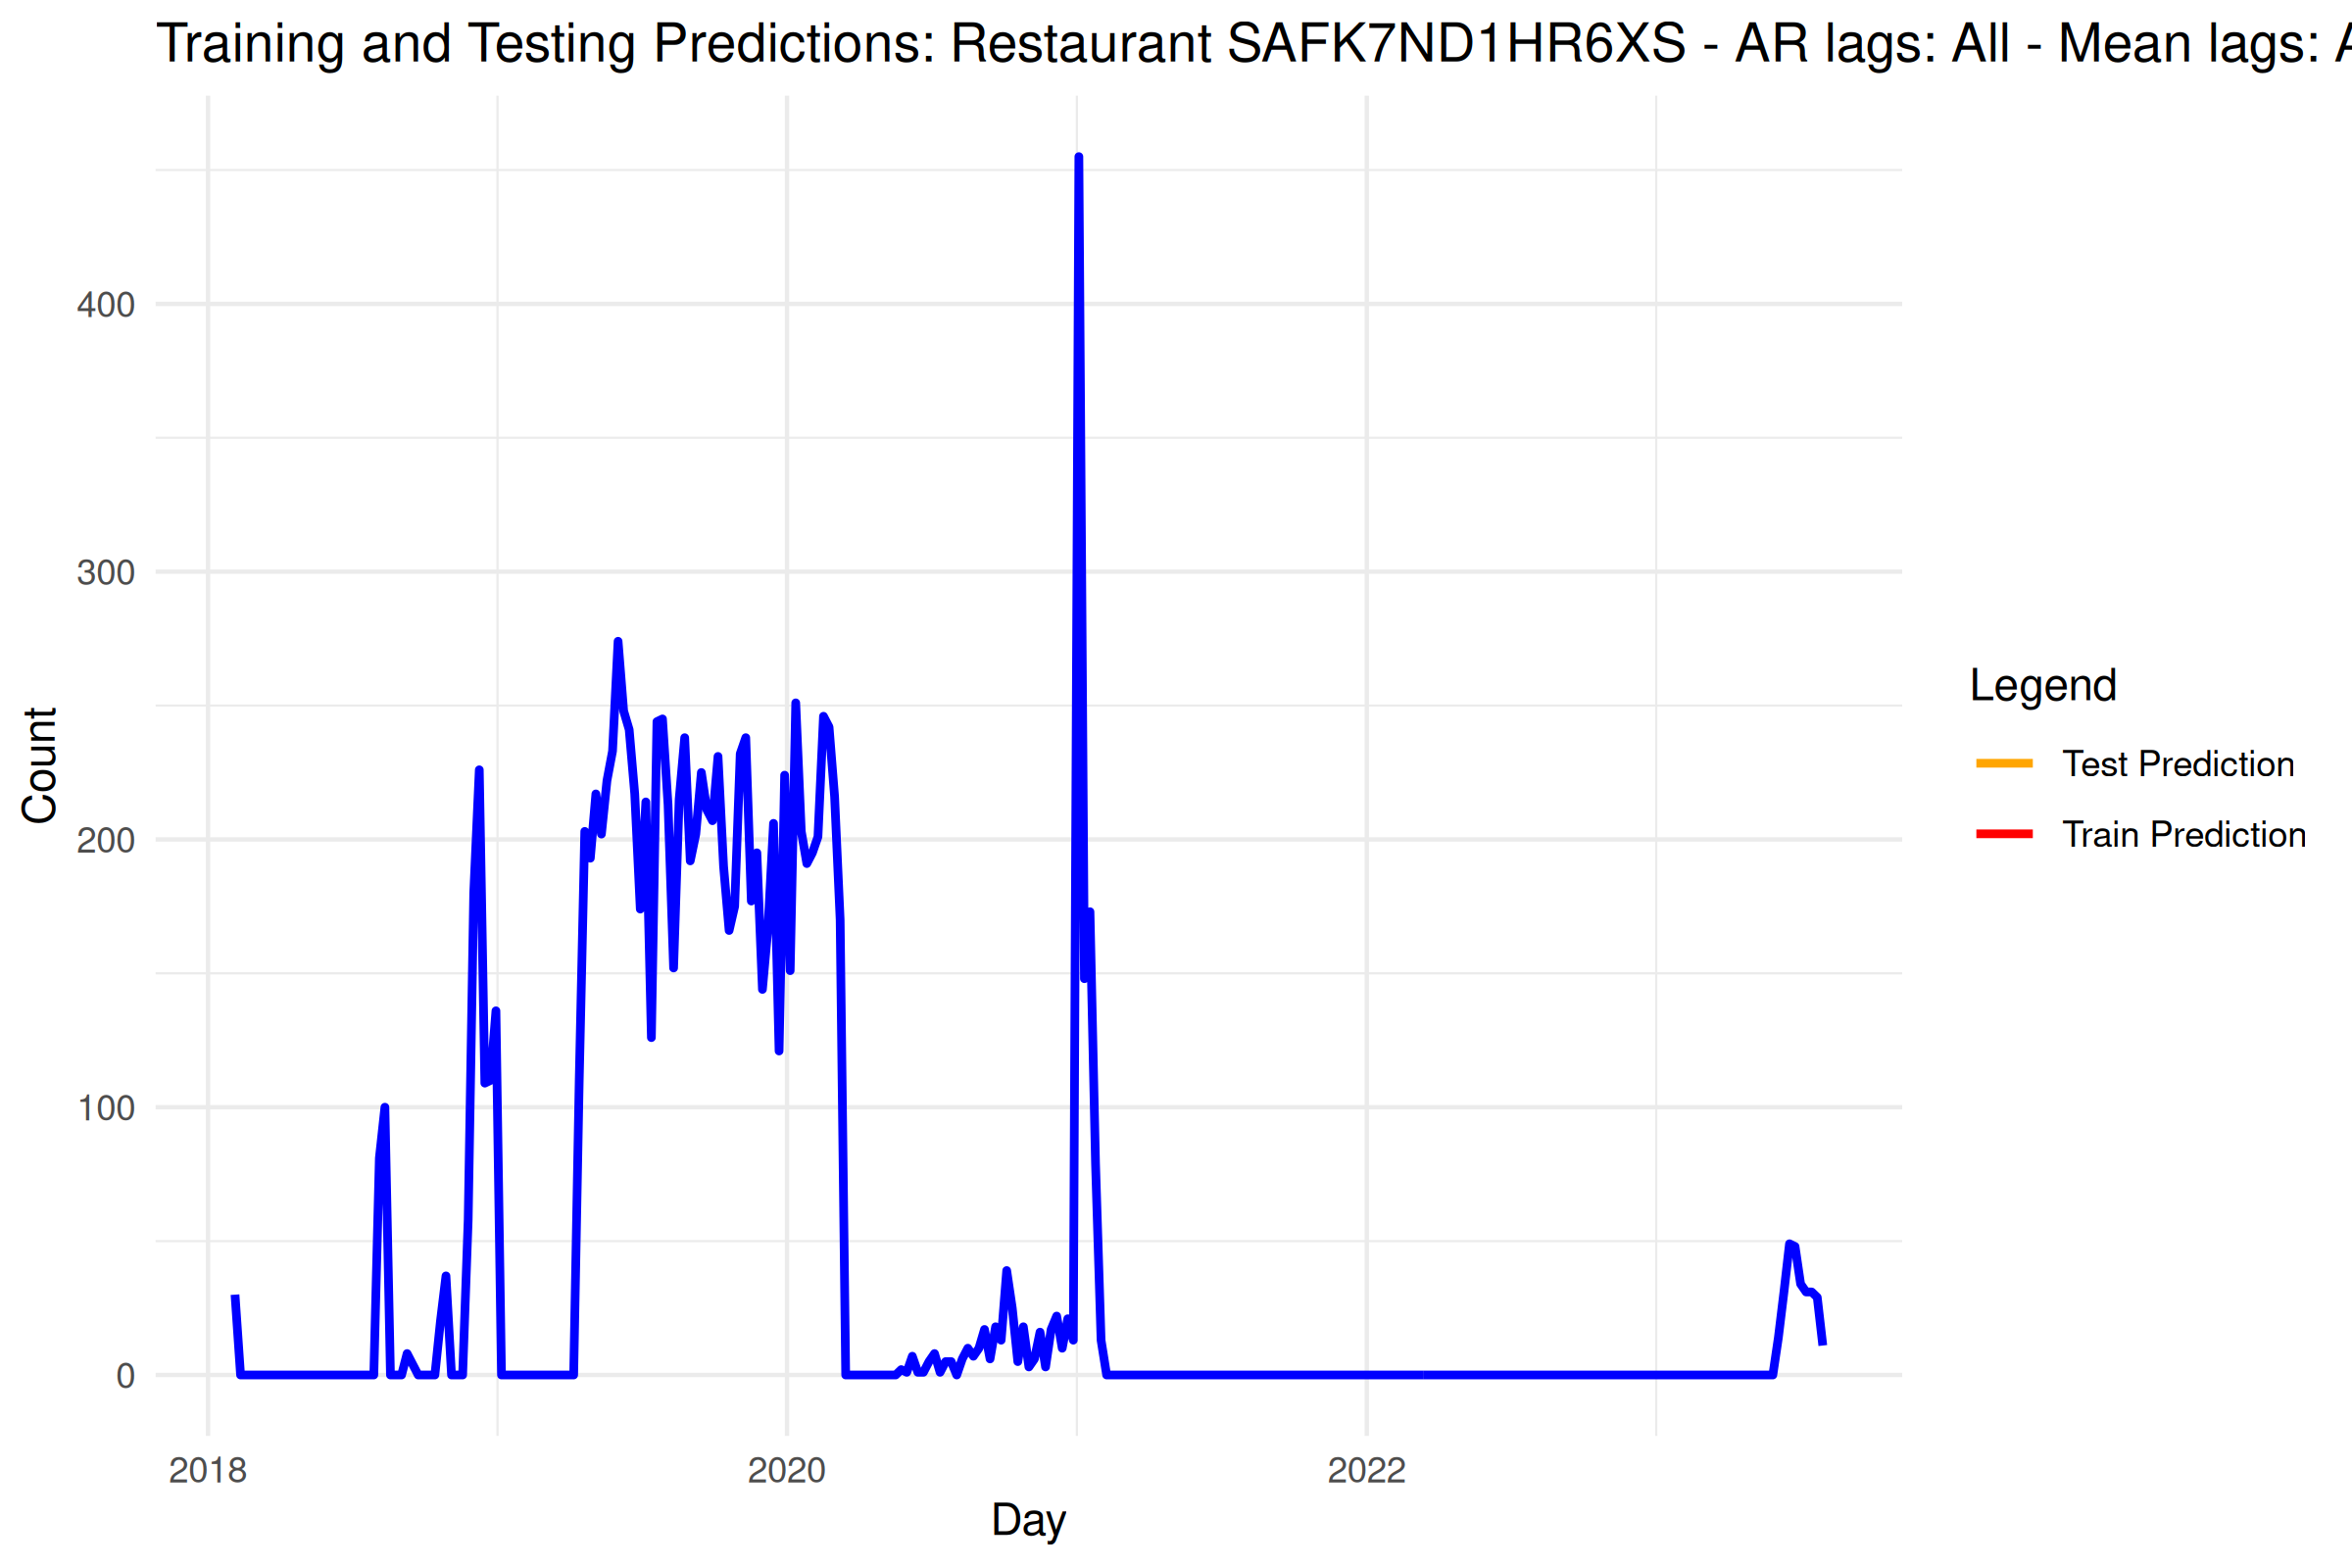 Training and Testing Predictions: Restaurant SAFK7ND1HR6XS - AR lags: All - Mean lags:
Count
400
300
200
100
0
2018
2020
2022
Day
Legend
Test Prediction
Train Prediction